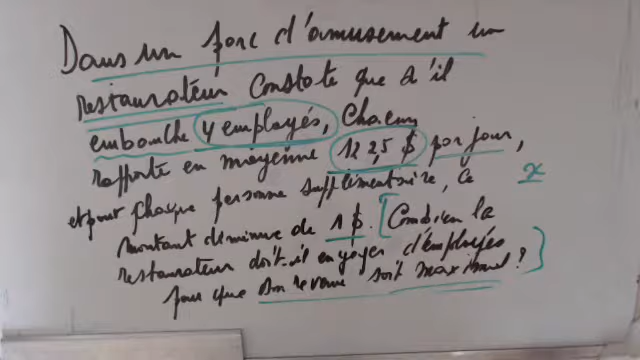 Dans un parc d'amusement un
restaurateur constate que s'il
embauche 4 employés, chacun
rapporte en moyenne 122,5 $ par jour,
et pour chaque personne supplémentaire, ce
x
montant diminue de 1 $. [Combien le
restaurateur doit-il engager d'employés
pour que son revenu soit maximal ?}